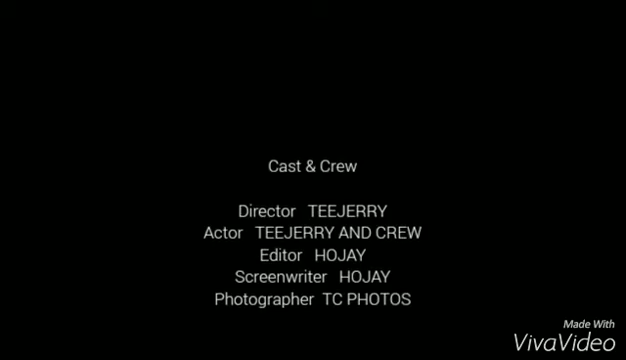 Cast & Crew
Director TEEJERRY
Actor TEEJERRY AND CREW
Editor HOJAY
Screenwriter HOJAY
Photographer TC PHOTOS
Made With
VivaVideo